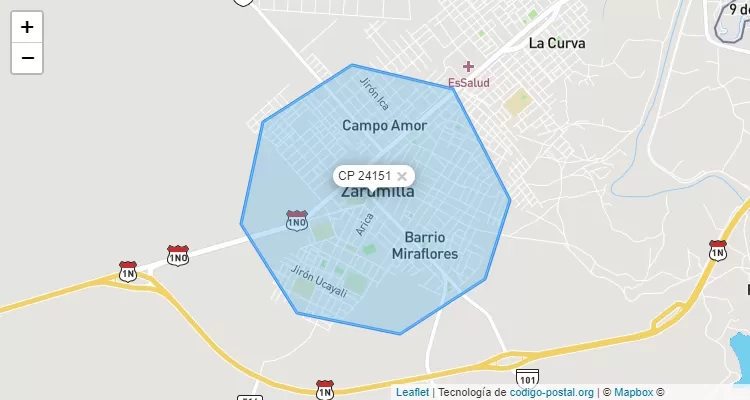 +
−
9 de
La Curva
EsSalud
Jirón Ica
Campo Amor
CP 24151 ×
Zarumilla
1N0
Arica
Barrio
Miraflores
1N0
1N
1N
Jirón Ucayali
101
1N
Leaflet | Tecnología de codigo-postal.org | © Mapbox ©